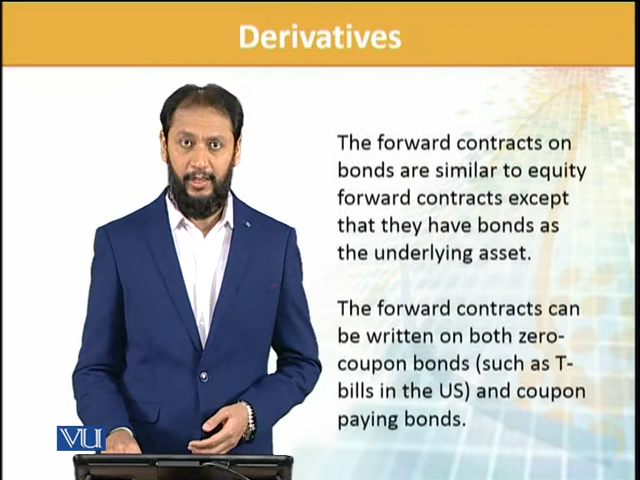 Derivatives
The forward contracts on
bonds are similar to equity
forward contracts except
that they have bonds as
the underlying asset.
The forward contracts can
be written on both zero-
coupon bonds (such as T-
bills in the US) and coupon
paying bonds.
VU